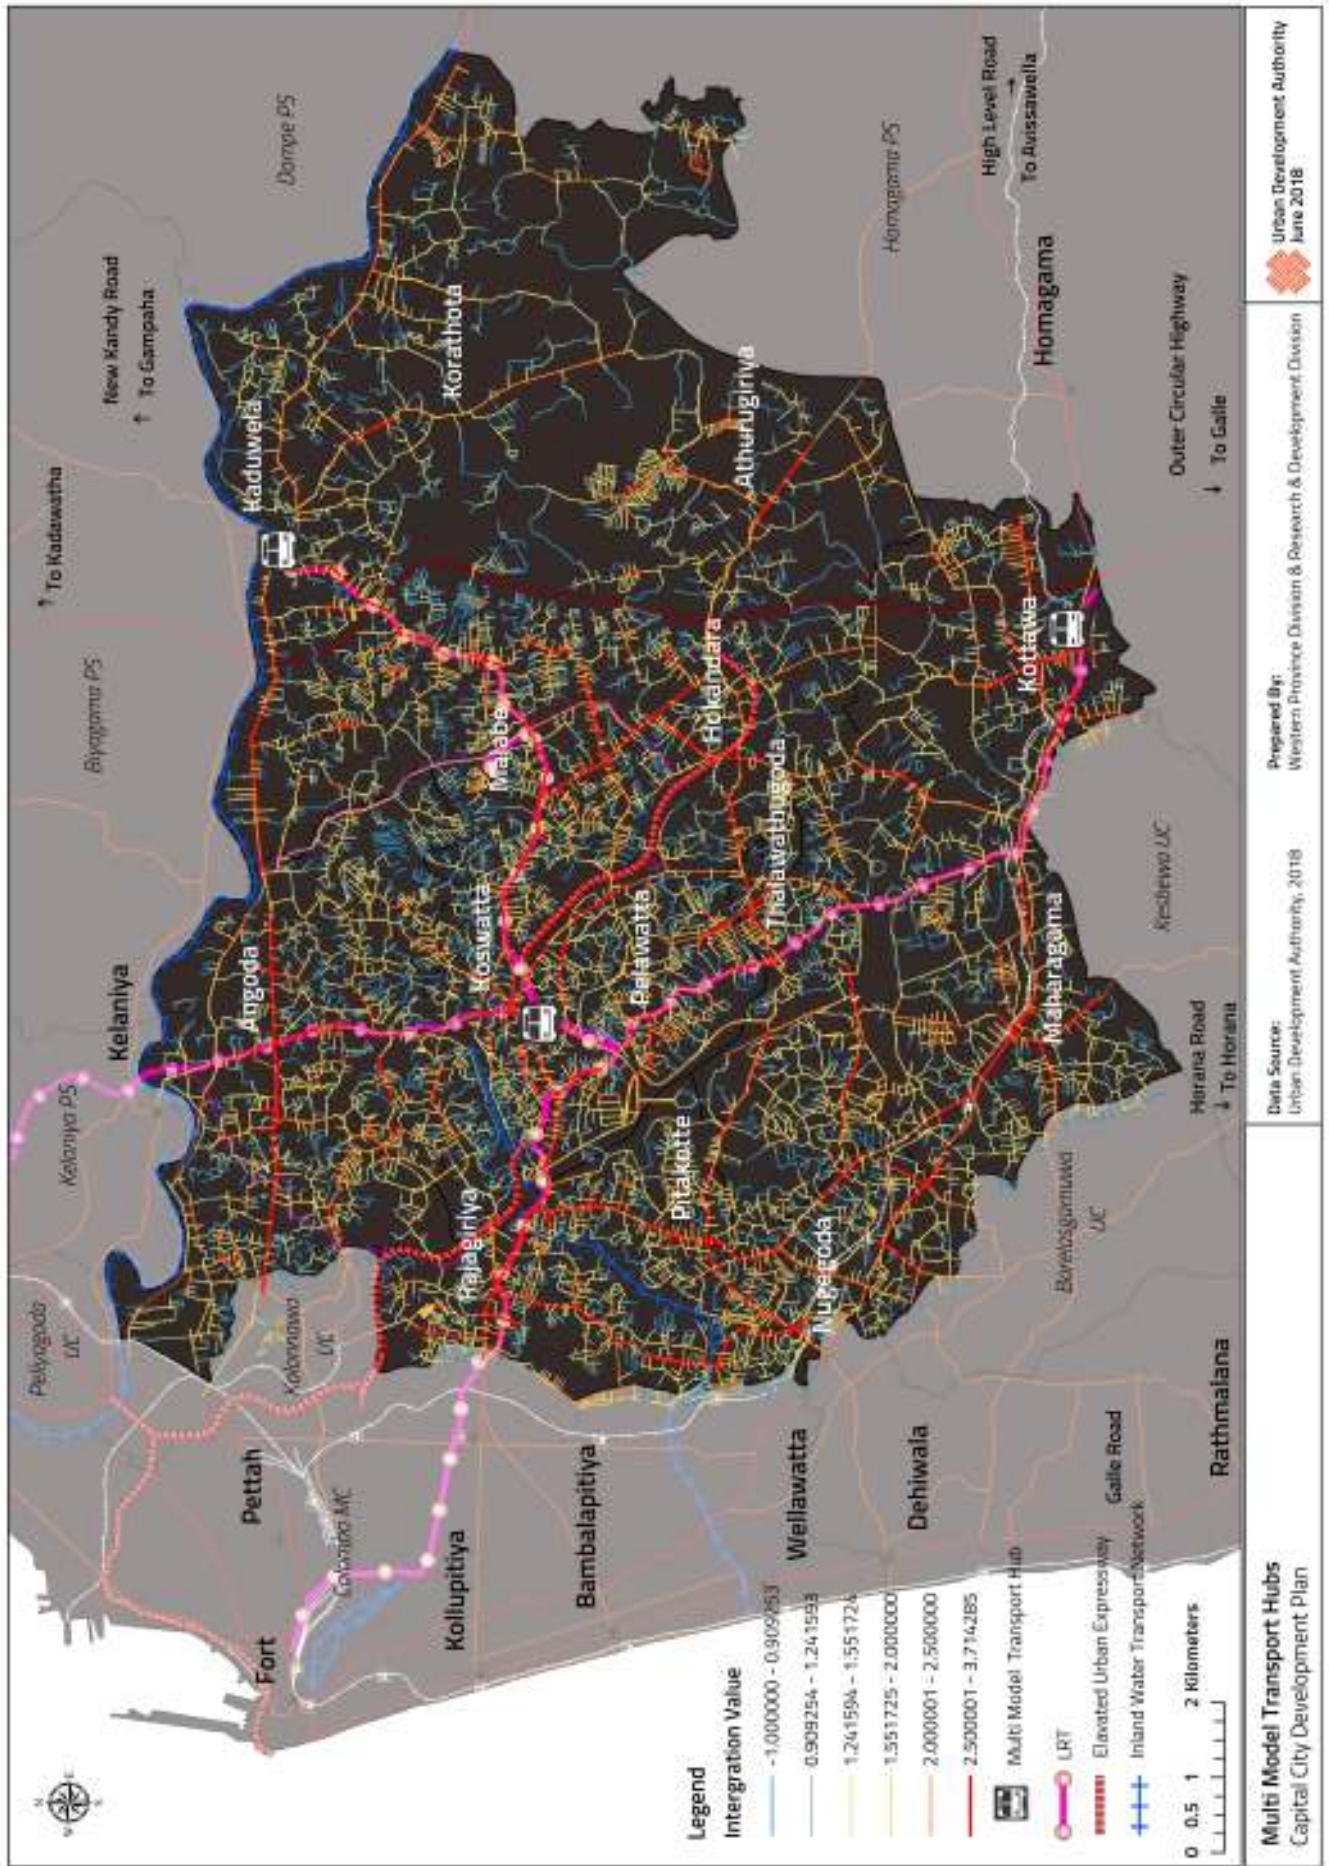 Dompe PS
New Kandy Road
↑ To Gampaha
↑ To Kadawatha
Biyagama PS
Kelaniya
Kelaniya PS
Peliyagoda
UC
Kolonnawa
UC
Pettah
Fort
Colombo MC
Kollupitiya
Bambalapitiya
Wellawatta
Dehiwala
Galle Road
Rathmalana
Kaduwela
Korathota
Athurugiriya
Homagama PS
High Level Road
→
To Avissawella
Homagama
Outer Circular Highway
↓ To Galle
Malabe
Hokandara
Kottawa
Thalawathugoda
Koswatta
Pelawatta
Angoda
Maharagama
Kesbewa UC
Horana Road
↓ To Horana
Rajagiriya
Pitakotte
Nugegoda
Boralasgamuwa
UC
N
E
S
W
Legend
Intergration Value
-1.000000 - 0.909253
0.909254 - 1.241593
1.241594 - 1.551724
1.551725 - 2.000000
2.000001 - 2.500000
2.500001 - 3.714285
Multi Model Transport Hub
LRT
Elavated Urban Expressway
Inland Water Transport Network
0 0.5 1 2 Kilometers
Multi Model Transport Hubs
Capital City Development Plan
Data Source:
Urban Development Authority, 2018
Prepared By:
Western Province Division & Research & Development Division
Urban Development Authority
June 2018